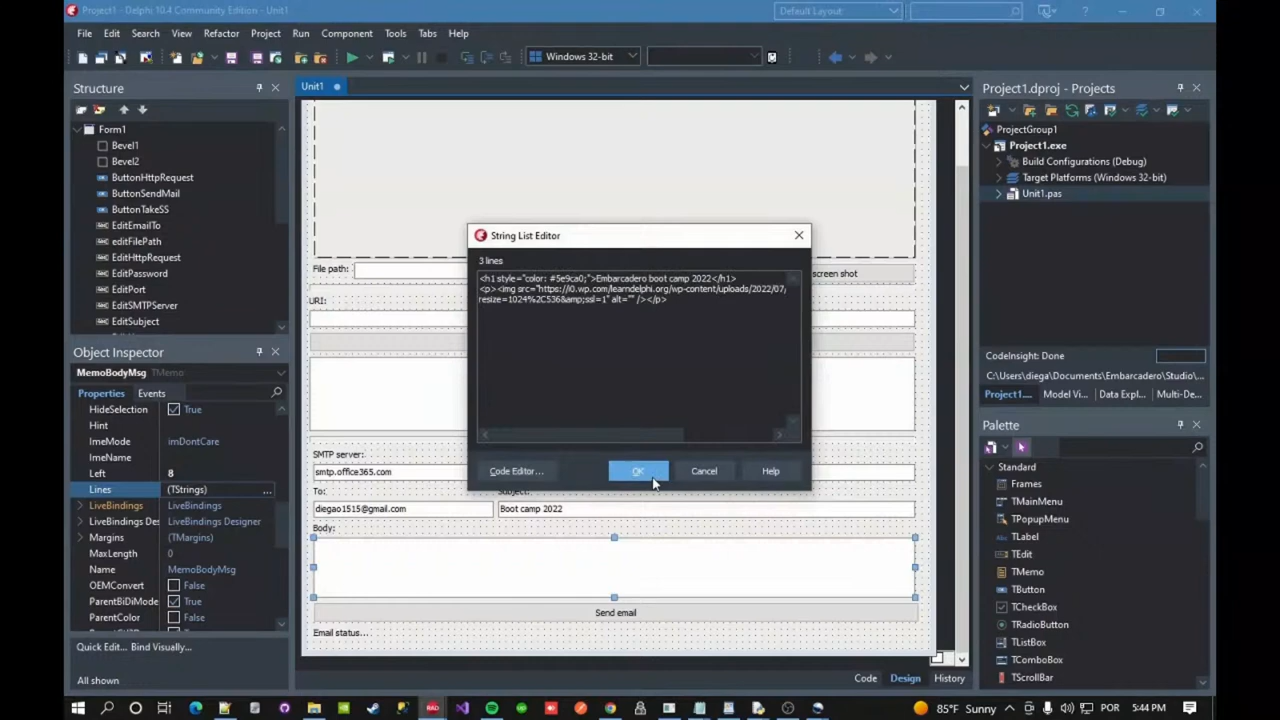 Project1 - Delphi 10.4 Community Edition - Unit1
Default Layout
File Edit Search View Refactor Project Run Component Tools Tabs Help
Windows 32-bit
Structure
Form1
Bevel1
Bevel2
ButtonHttpRequest
ButtonSendMail
ButtonTakeSS
EditEmailTo
editFilePath
EditHttpRequest
EditPassword
EditPort
EditSMTPServer
EditSubject
Object Inspector
MemoBodyMsg TMemo
Properties Events
HideSelection True
Hint
ImeMode imDontCare
ImeName
Left 8
Lines (TStrings) ...
LiveBindings LiveBindings
LiveBindings Des LiveBindings Designer
Margins (TMargins)
MaxLength 0
Name MemoBodyMsg
OEMConvert False
ParentBiDiMode True
ParentColor False
Quick Edit... Bind Visually...
All shown
Unit1
File path:
screen shot
URI:
SMTP server:
smtp.office365.com
To:
Subject:
diegao1515@gmail.com
Boot camp 2022
Body:
Send email
Email status...
Code Design History
String List Editor
3 lines
<h1 style="color: #5e9ca0;">Embarcadero boot camp 2022</h1>
<p><img src="https://i0.wp.com/learndelphi.org/wp-content/uploads/2022/07/
resize=1024%2C536&amp;ssl=1" alt="" /></p>
Code Editor... OK Cancel Help
Project1.dproj - Projects
ProjectGroup1
Project1.exe
Build Configurations (Debug)
Target Platforms (Windows 32-bit)
Unit1.pas
CodeInsight: Done
C:\Users\diega\Documents\Embarcadero\Studio\...
Project1.... Model Vi... Data Expl... Multi-De...
Palette
Standard
Frames
TMainMenu
TPopupMenu
TLabel
TEdit
TMemo
TButton
TCheckBox
TRadioButton
TListBox
TComboBox
TScrollBar
85°F Sunny POR 5:44 PM